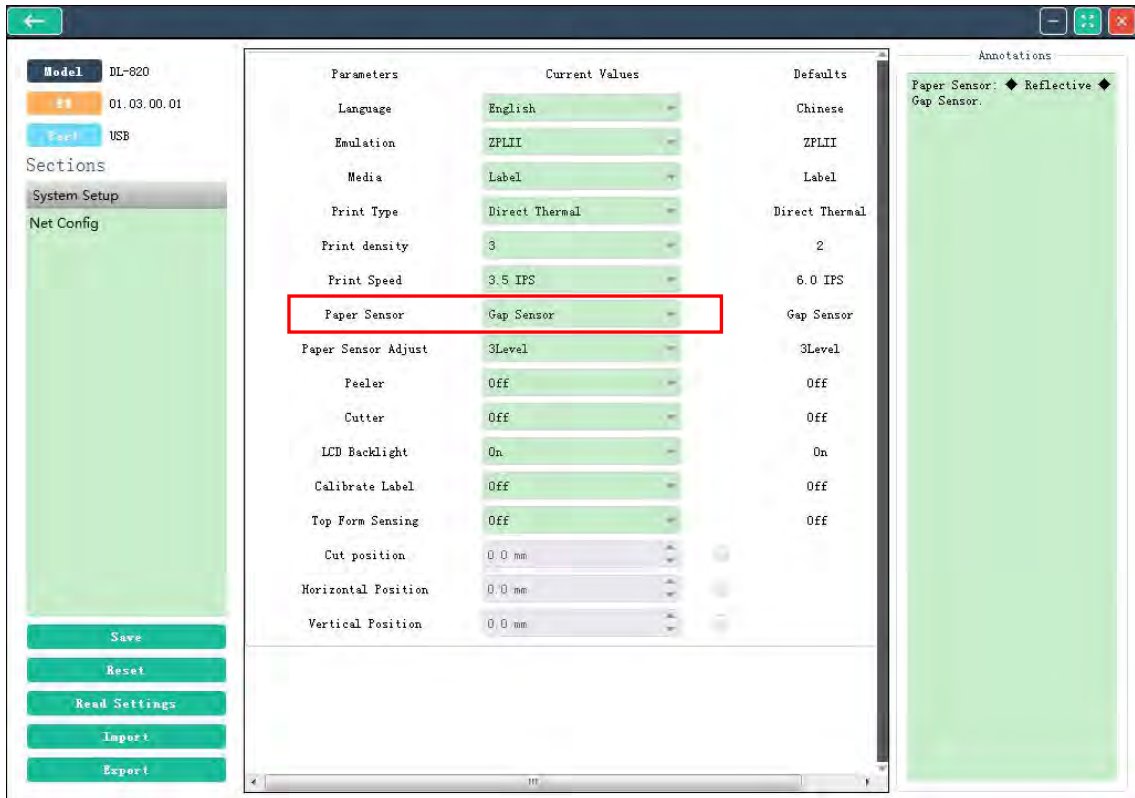 Annotations
Model DL-820
01.03.00.01
USB
Sections
System Setup
Net Config
Parameters Current Values Defaults
Language English Chinese
Emulation ZPLII ZPLII
Media Label Label
Print Type Direct Thermal Direct Thermal
Print density 3 2
Print Speed 3.5 IPS 6.0 IPS
Paper Sensor Gap Sensor Gap Sensor
Paper Sensor Adjust 3Level 3Level
Peeler Off Off
Cutter Off Off
LCD Backlight On On
Calibrate Label Off Off
Top Form Sensing Off Off
Cut position 0.0 mm
Horizontal Position 0.0 mm
Vertical Position 0.0 mm
Save
Reset
Read Settings
Import
Export
Paper Sensor: ◆ Reflective ◆
Gap Sensor.